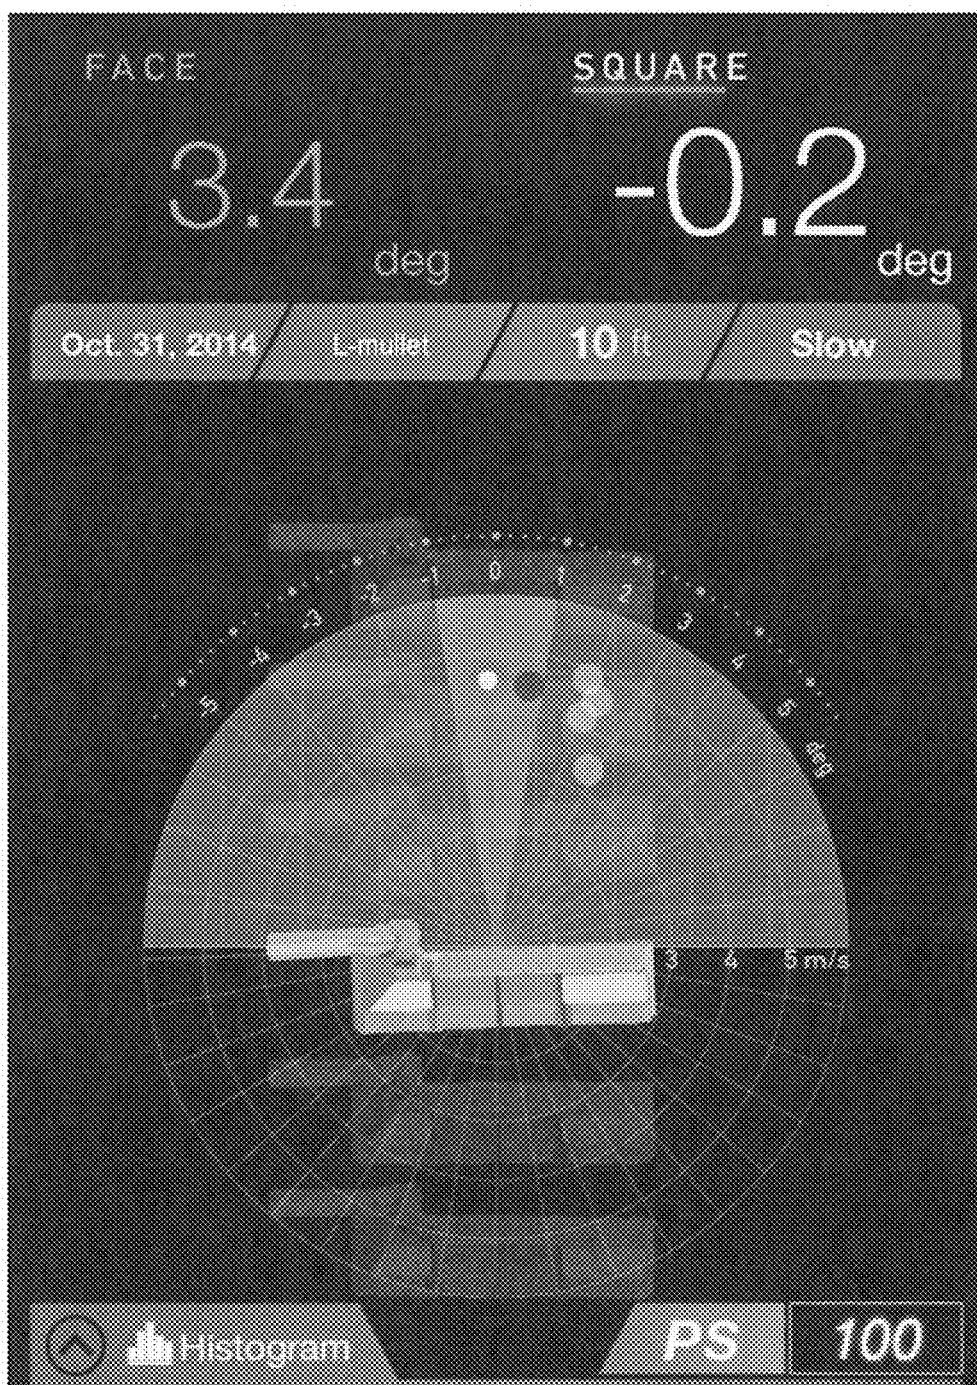 FACE SQUARE
3.4 deg -0.2 deg
Oct. 31, 2014 L-mullet 10 ft Slow
-5 -4 -3 -2 -1 0 1 2 3 4 5 deg
3 4 5 m/s
Histogram PS 100